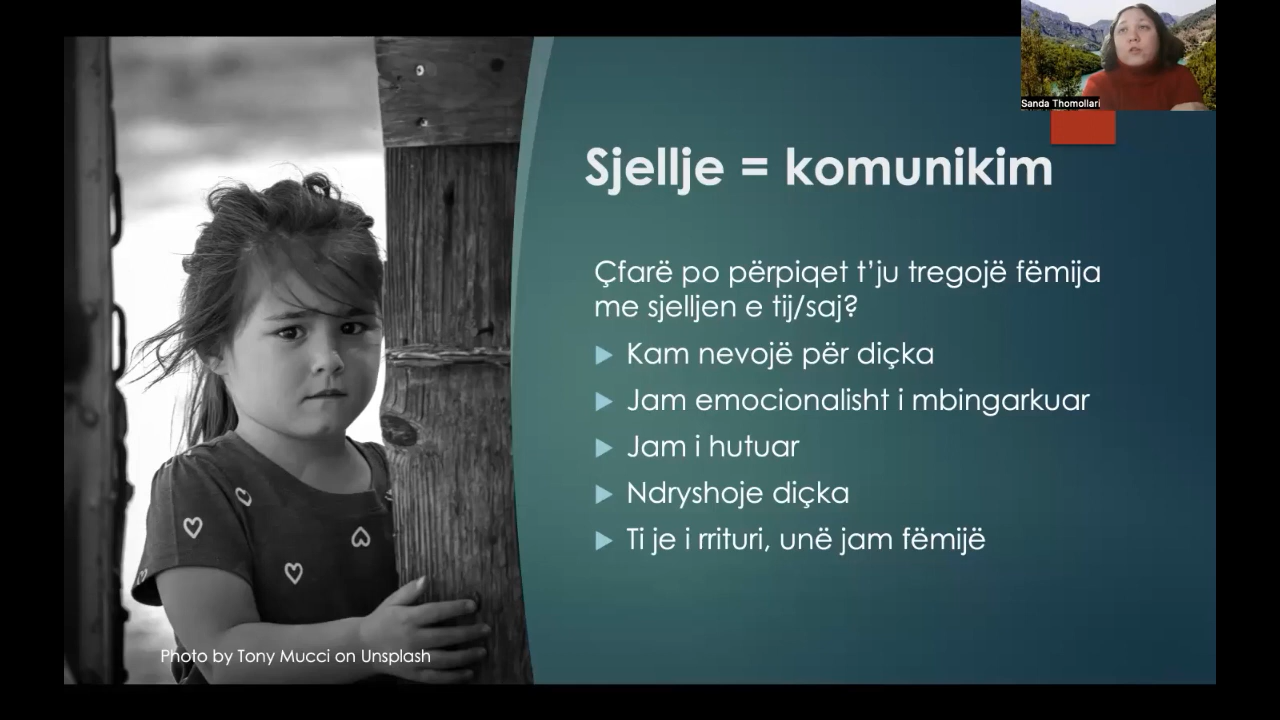 Sanda Thomollari
Sjellje = komunikim
Çfarë po përpiqet t'ju tregojë fëmija
me sjelljen e tij/saj?
Kam nevojë për diçka
Jam emocionalisht i mbingarkuar
Jam i hutuar
Ndryshoje diçka
Ti je i rrituri, unë jam fëmijë
Photo by Tony Mucci on Unsplash